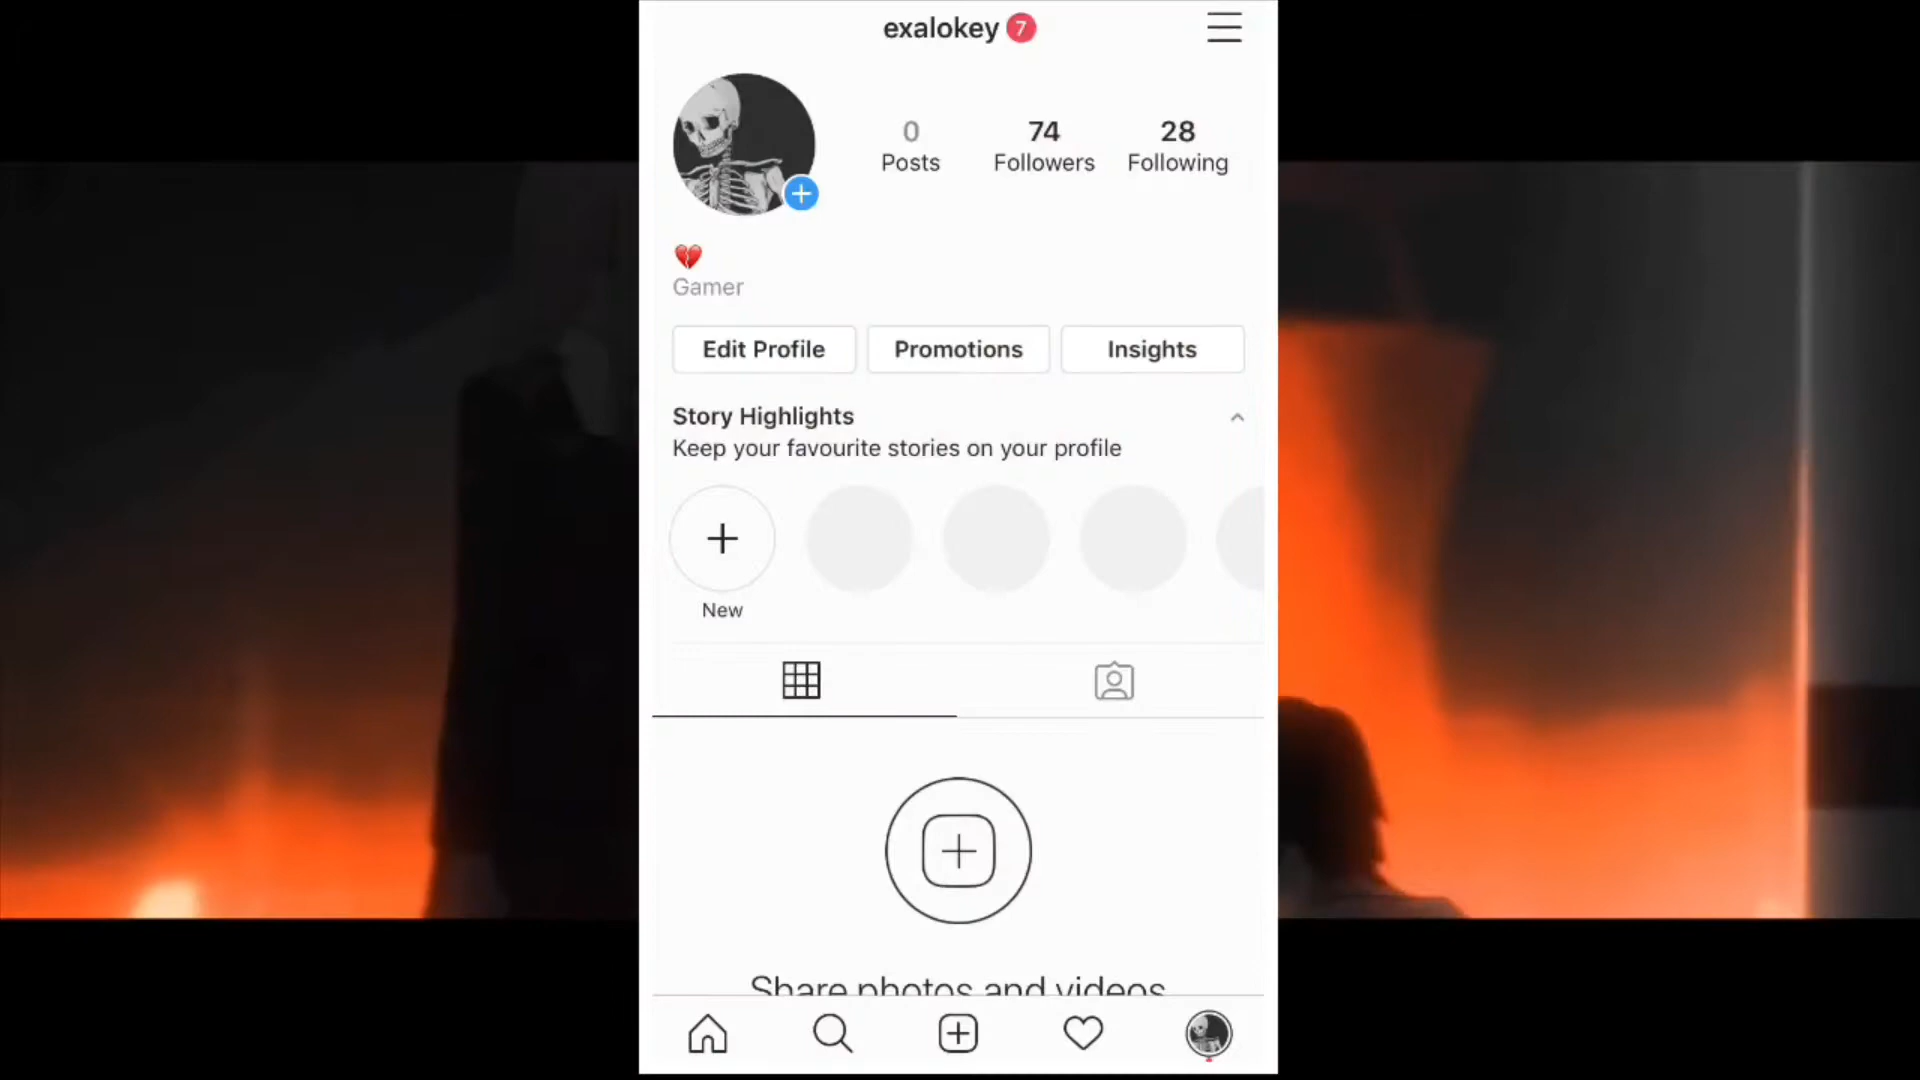 exalokey 7
0 74 28
Posts Followers Following
💔
Gamer
Edit Profile Promotions Insights
Story Highlights
Keep your favourite stories on your profile
New
Share photos and videos